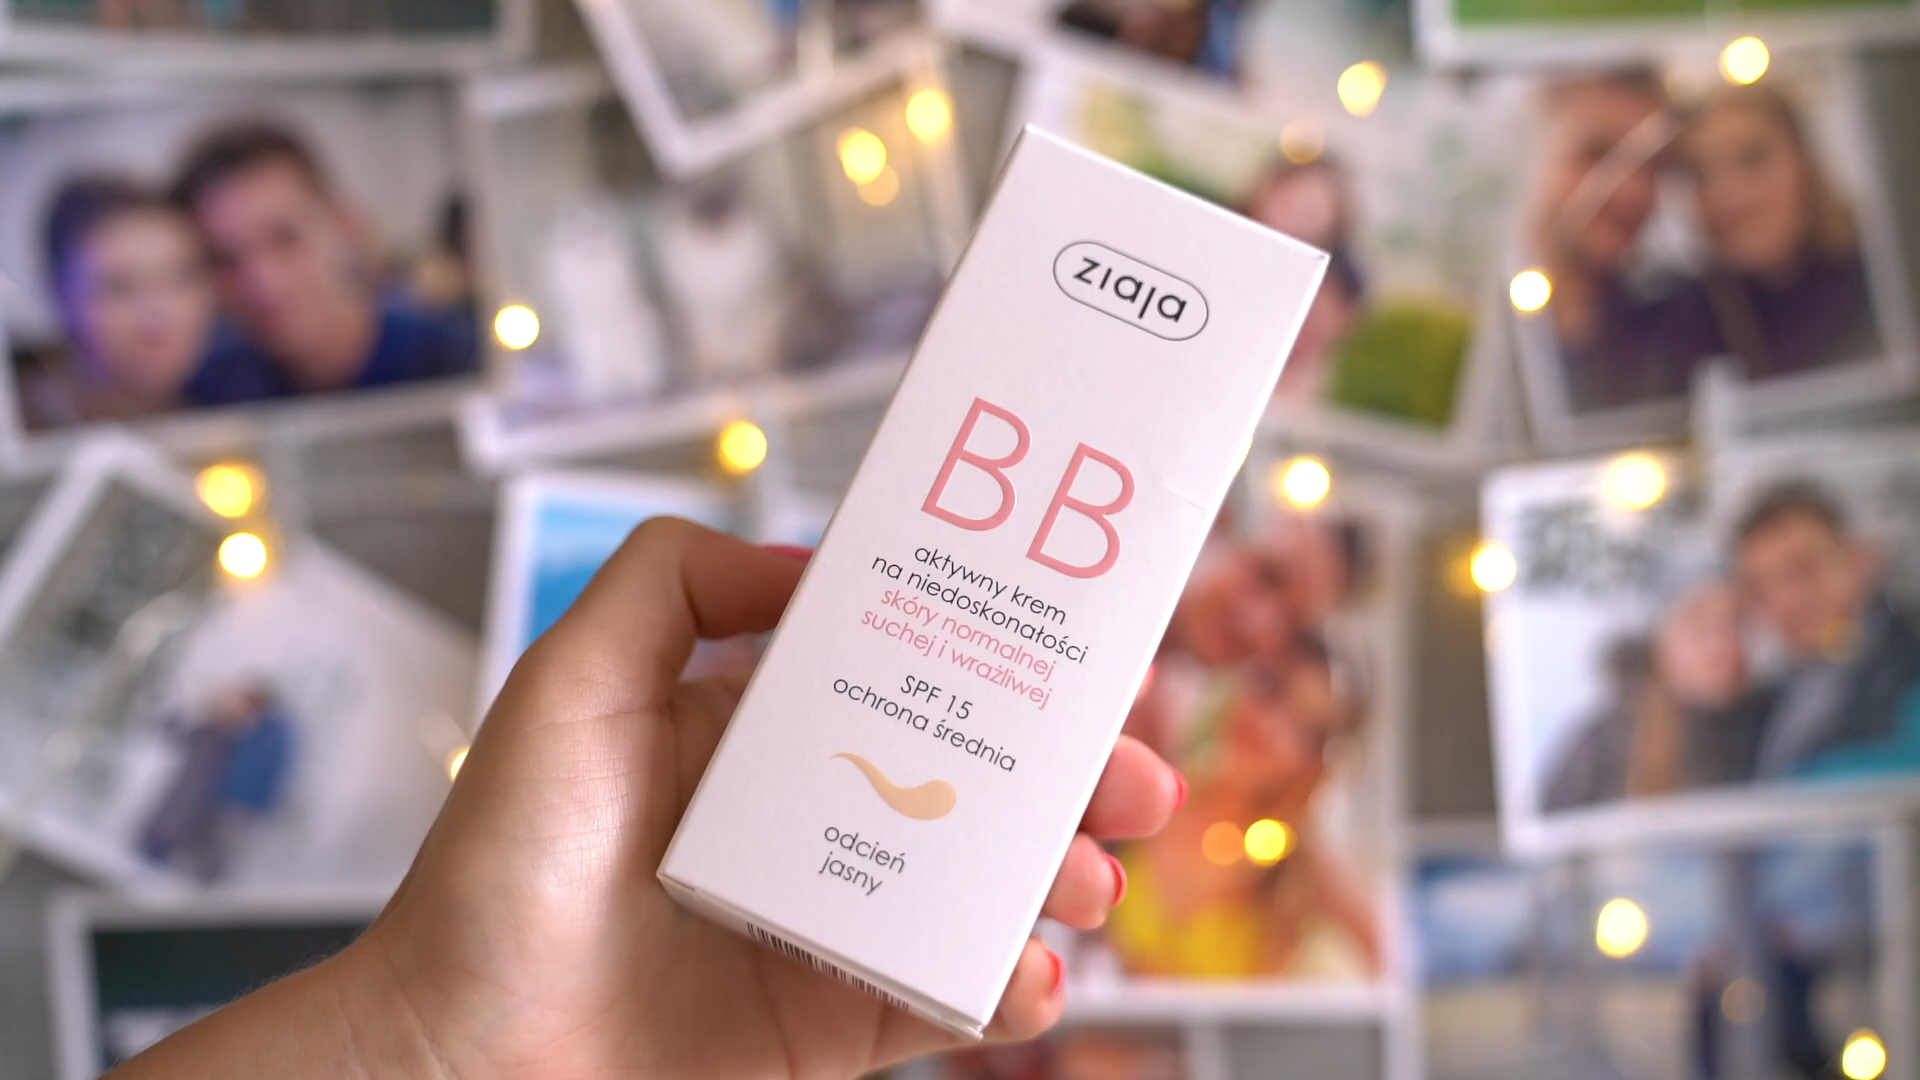 ziaja
BB
aktywny krem
na niedoskonałości
skóry normalnej
suchej i wrażliwej
SPF 15
ochrona średnia
odcień
jasny